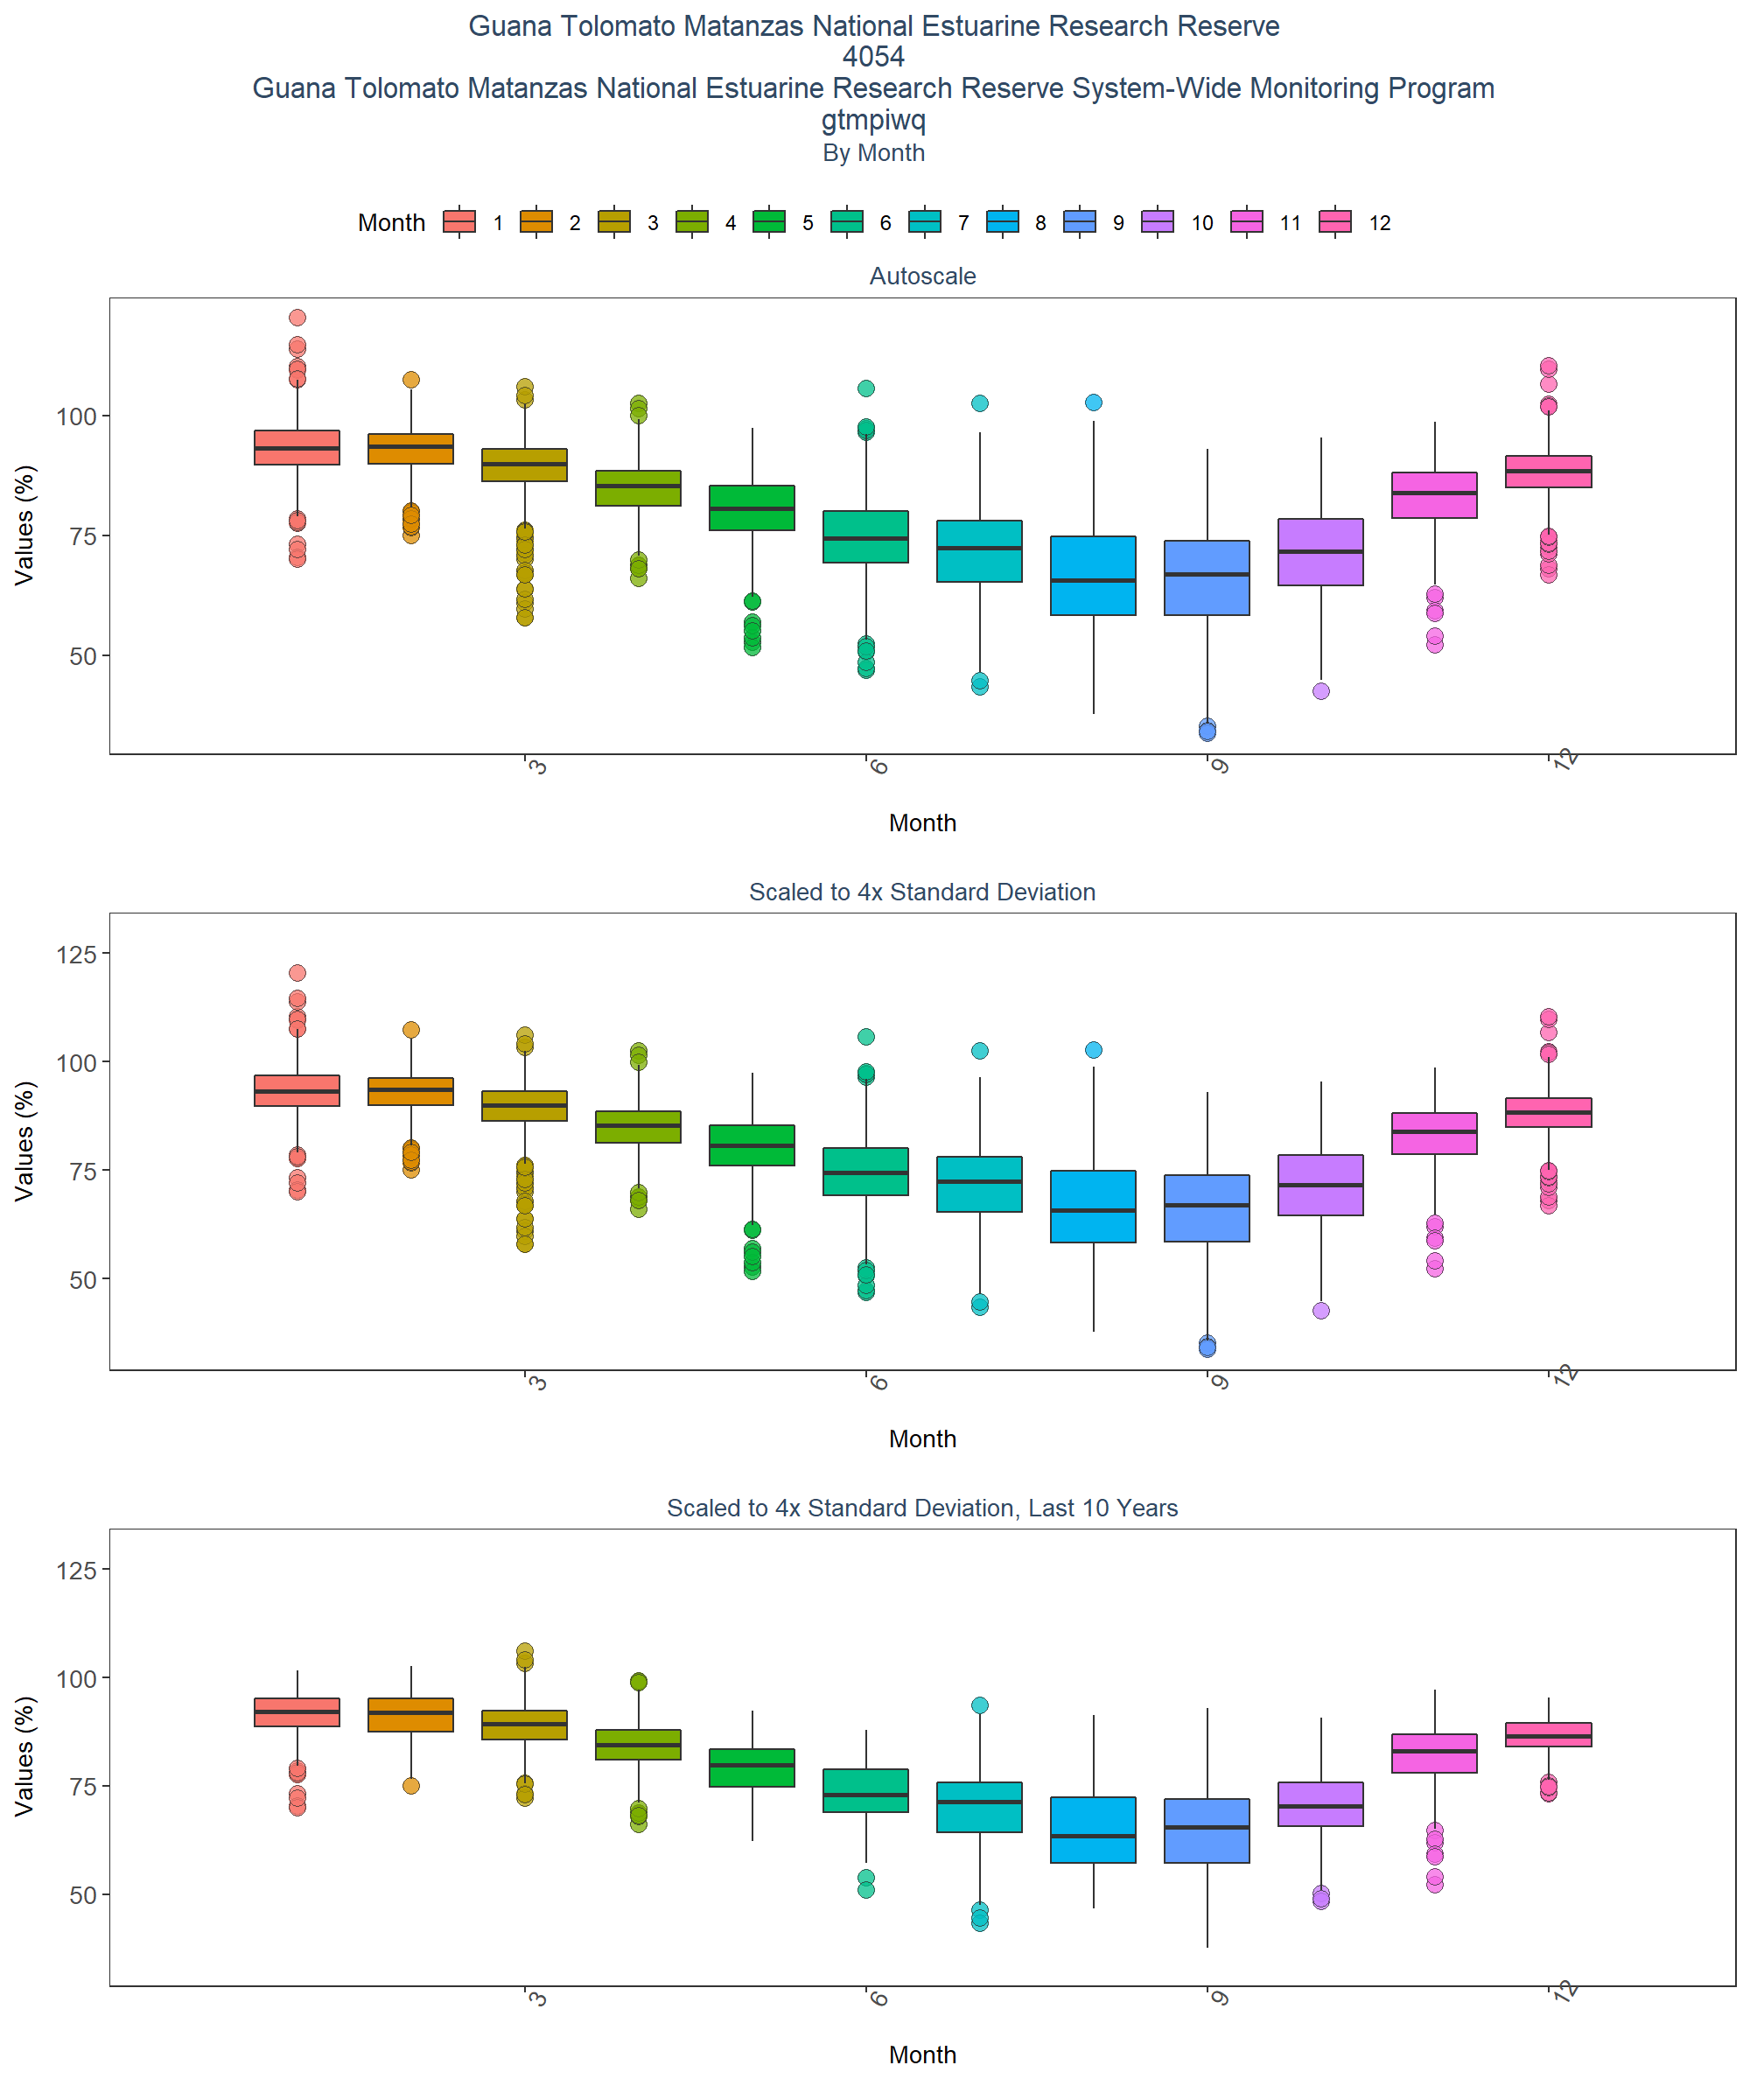 Guana Tolomato Matanzas National Estuarine Research Reserve
4054
Guana Tolomato Matanzas National Estuarine Research Reserve System-Wide Monitoring Program
gtmpiwq
By Month
Month 1 2 3 4 5 6 7 8 9 10 11 12
Autoscale
Values (%)
100
75
50
3 6 9 12
Month
Scaled to 4x Standard Deviation
Values (%)
125
100
75
50
3 6 9 12
Month
Scaled to 4x Standard Deviation, Last 10 Years
Values (%)
125
100
75
50
3 6 9 12
Month